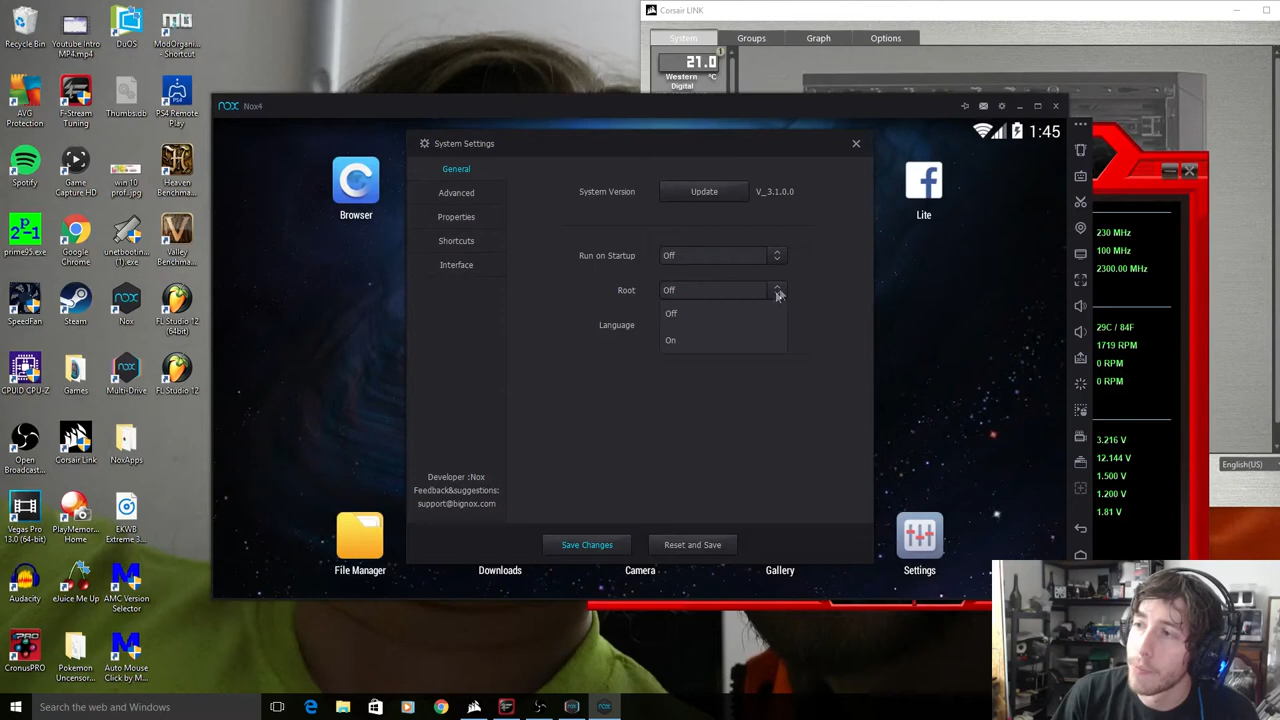 Corsair LINK
System
Groups
Graph
Options
21.0
1
°C
Western
Digital
Recycle Bin
Youtube Intro
MP4.mp4
DuOS
ModOrgani...
- Shortcut
AVG
Protection
F-Stream
Tuning
Thumbs.db
PS4 Remote
Play
Spotify
Game
Capture HD
win 10
prof....jpg
Heaven
Benchmar...
prime95.exe
Google
Chrome
unetbootin...
(1).exe
Valley
Benchmar...
SpeedFan
Steam
Nox
FL Studio 12
(64bit)
CPUID CPU-Z
Games
Multi-Drive
FL Studio 12
Open
Broadcast...
Corsair Link
NoxApps
Vegas Pro
13.0 (64-bit)
PlayMemor...
Home
EKWB
Extreme 3...
Audacity
eJuice Me Up
AMC Version
Selector
CronusPRO
Pokemon
Uncensor...
Auto Mouse
Click by M...
nox Nox4
1:45
Browser
Lite
File Manager
Downloads
Camera
Gallery
Settings
System Settings
General
Advanced
Properties
Shortcuts
Interface
System Version
Update
V_3.1.0.0
Run on Startup
Off
Root
Off
Off
On
Language
Developer :Nox
Feedback&suggestions:
support@bignox.com
Save Changes
Reset and Save
230 MHz
100 MHz
2300.00 MHz
29C / 84F
1719 RPM
0 RPM
0 RPM
3.216 V
12.144 V
1.500 V
1.200 V
1.81 V
English(US)
Search the web and Windows